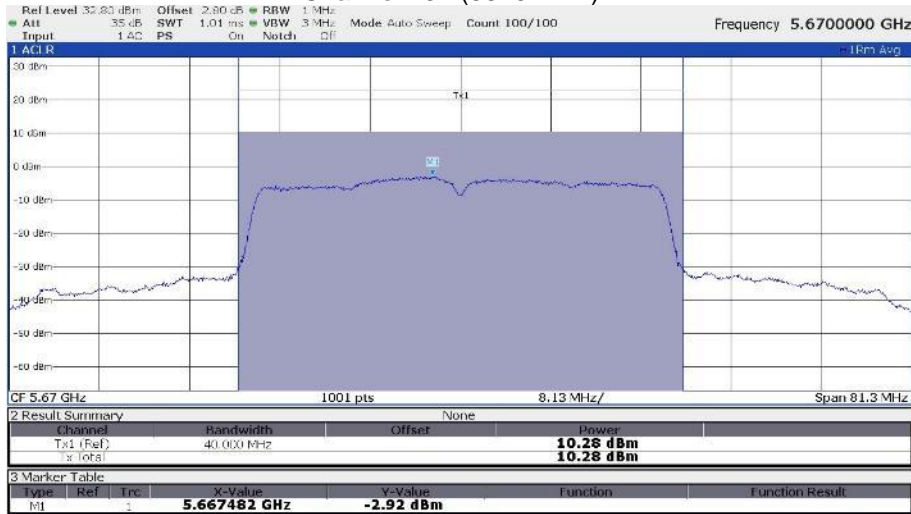 Ref Level 32.80 dBm Offset 2.80 dB RBW 1 MHz
Att 35 dB SWT 1.01 ms VBW 3 MHz Mode Auto Sweep Count 100/100 Frequency 5.6700000 GHz
Input 1 AC PS On Notch Off
1 ACLR 1Rm Avg
30 dBm
20 dBm
Tx1
10 dBm
0 dBm
M1
-10 dBm
-20 dBm
-30 dBm
-40 dBm
-50 dBm
-60 dBm
CF 5.67 GHz 1001 pts 8.13 MHz/ Span 81.3 MHz
2 Result Summary None
Channel Bandwidth Offset Power
Tx1 (Ref) 40.000 MHz 10.28 dBm
Tx Total 10.28 dBm
3 Marker Table
Type Ref Trc X-Value Y-Value Function Function Result
M1 1 5.667482 GHz -2.92 dBm